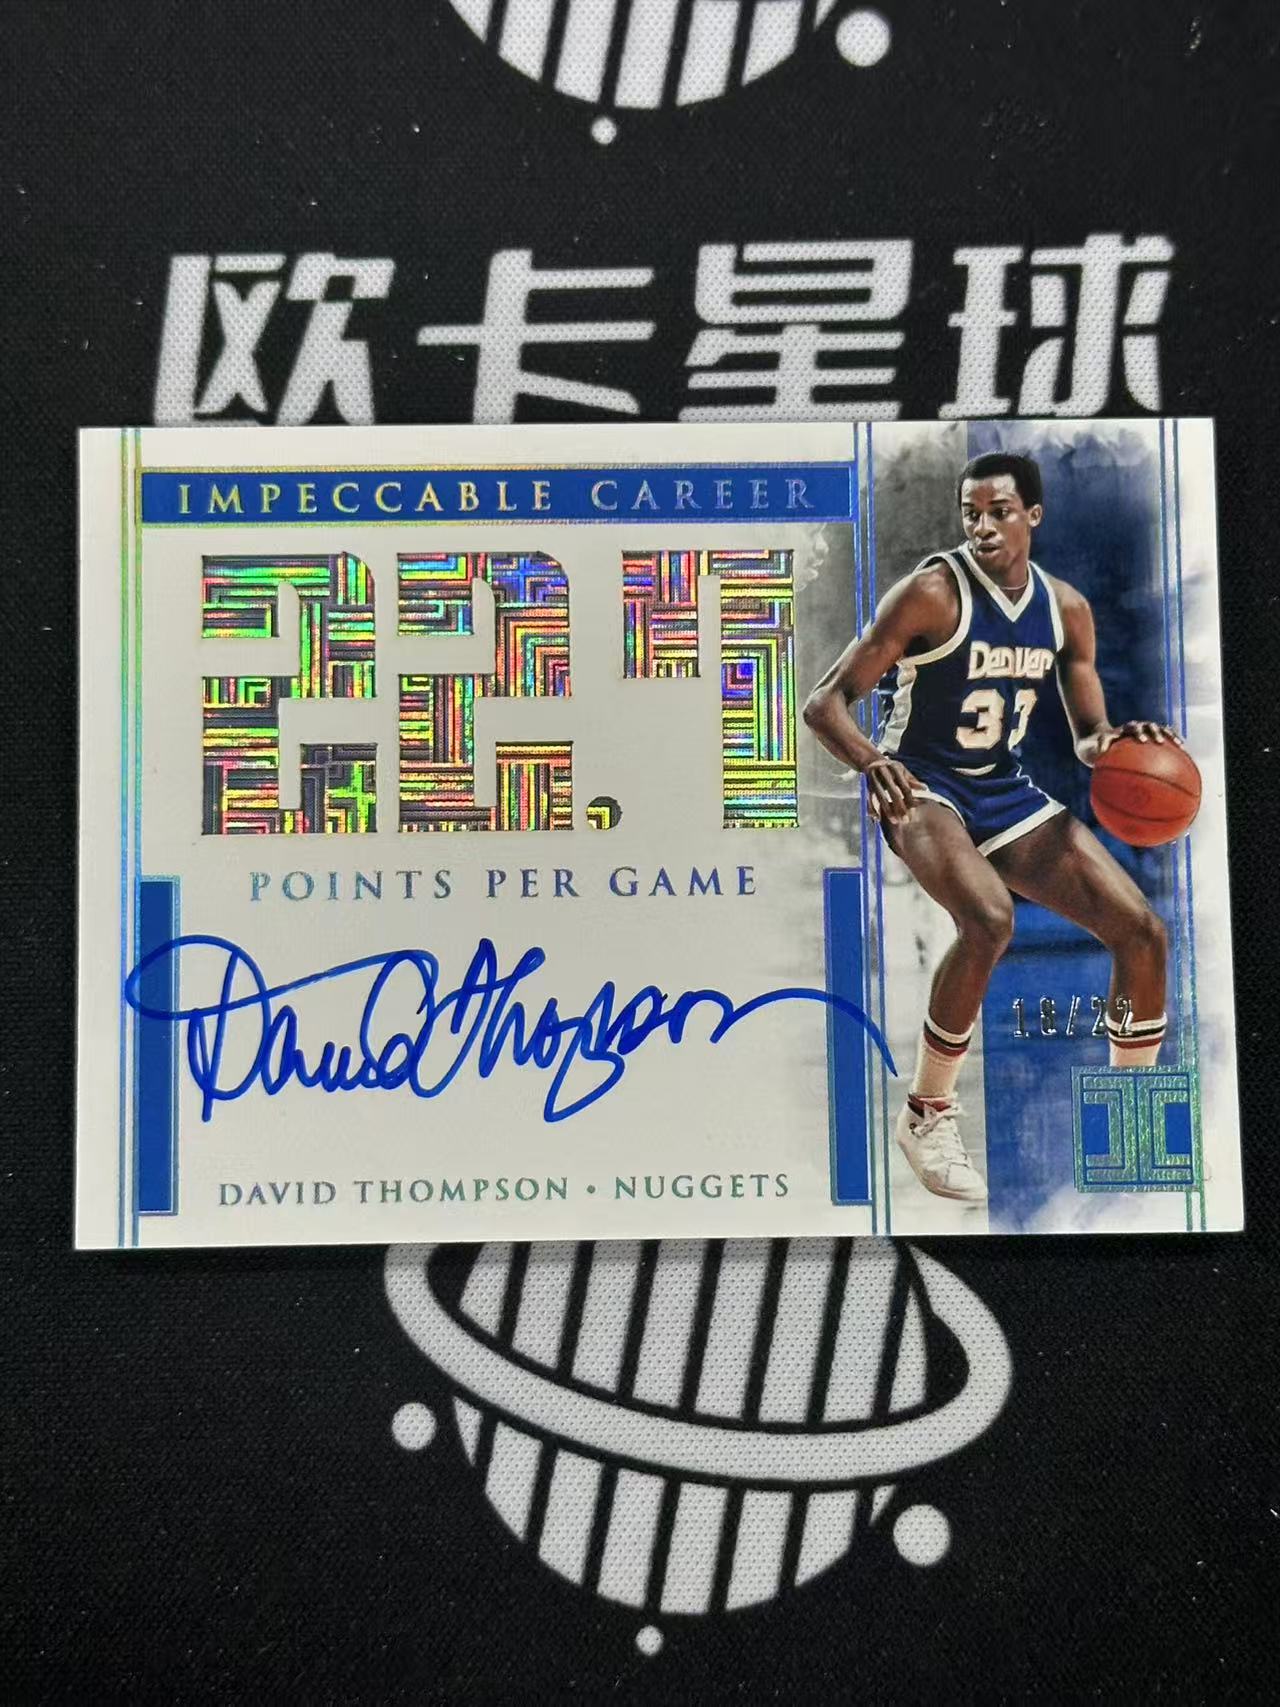 欧卡星球
IMPECCABLE CAREER
22.7
POINTS PER GAME
Denver
33
18/22
David Thompson
DAVID THOMPSON • NUGGETS